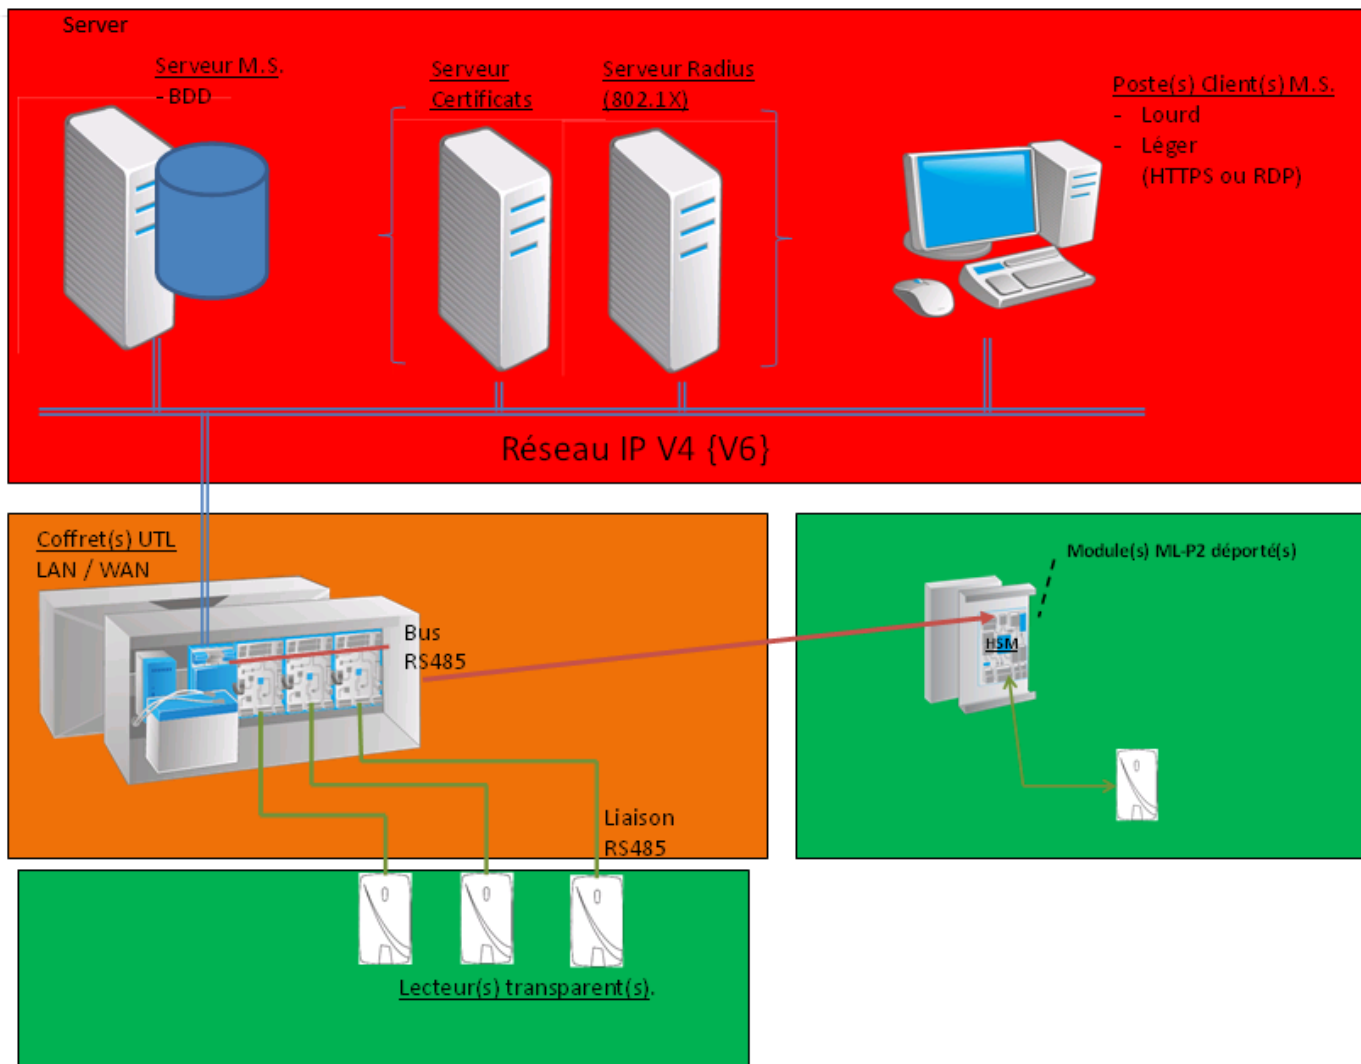 Server
Serveur M.S.
- BDD
Serveur
Certificats
Serveur Radius
(802.1X)
Poste(s) Client(s) M.S.
- Lourd
- Léger
(HTTPS ou RDP)
Réseau IP V4 {V6}
Coffret(s) UTL
LAN / WAN
Bus
RS485
Liaison
RS485
Module(s) ML-P2 déporté(s)
HSM
Lecteur(s) transparent(s).